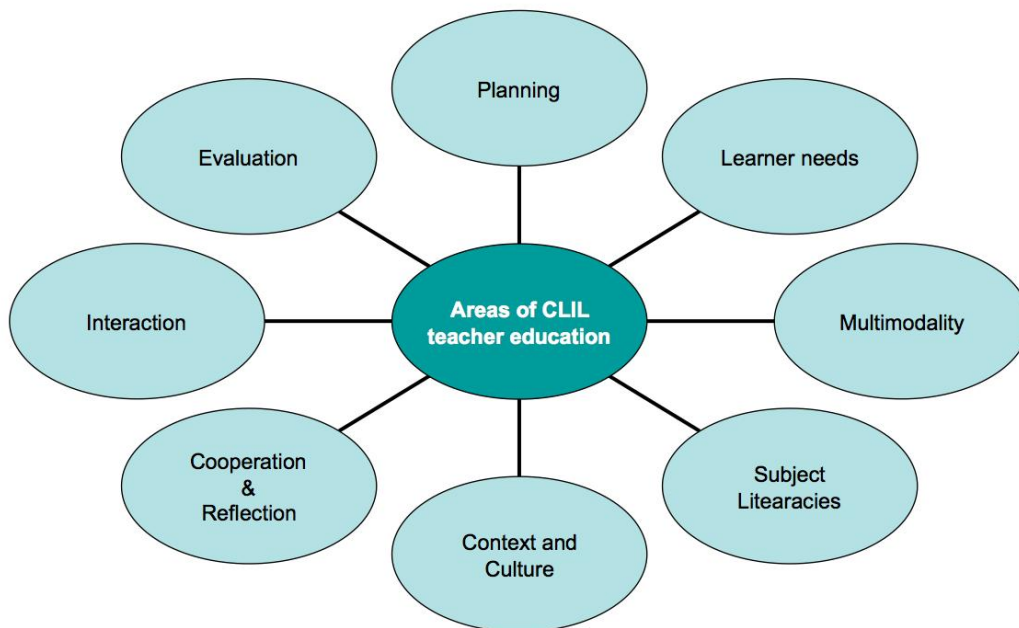 Planning
Evaluation
Learner needs
Interaction
Areas of CLIL
teacher education
Multimodality
Cooperation
&
Reflection
Subject
Litearacies
Context and
Culture